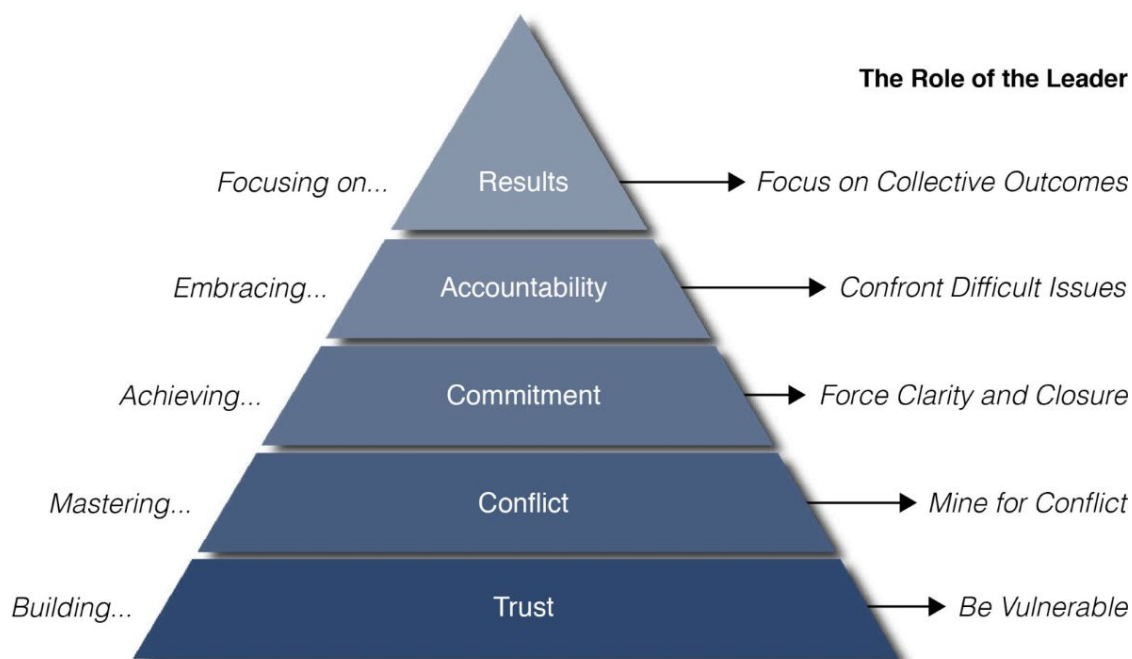 The Role of the Leader
Focusing on... Results Focus on Collective Outcomes
Embracing... Accountability Confront Difficult Issues
Achieving... Commitment Force Clarity and Closure
Mastering... Conflict Mine for Conflict
Building... Trust Be Vulnerable